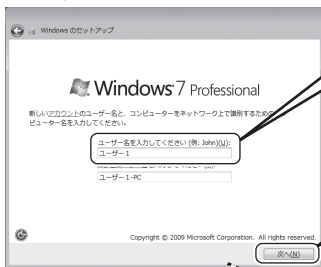 Windows のセットアップ
Windows 7 Professional
新しいアカウントのユーザー名と、コンピューターをネットワーク上で識別するための
ピューター名を入力してください。
ユーザー名を入力してください (例: John)(U):
ユーザー1
ユーザー1-PC
Copyright © 2009 Microsoft Corporation. All rights reserved.
次へ(N)